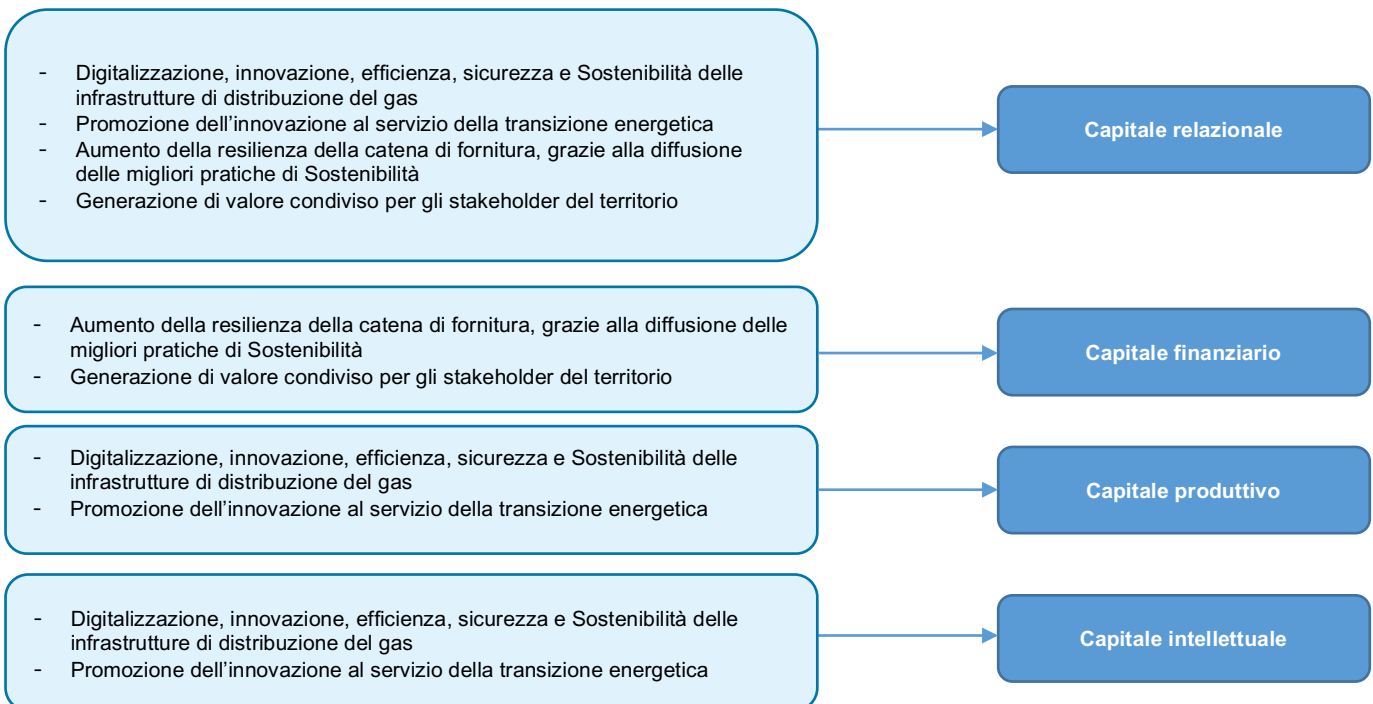 - Digitalizzazione, innovazione, efficienza, sicurezza e Sostenibilità delle
infrastrutture di distribuzione del gas
- Promozione dell’innovazione al servizio della transizione energetica
- Aumento della resilienza della catena di fornitura, grazie alla diffusione
delle migliori pratiche di Sostenibilità
- Generazione di valore condiviso per gli stakeholder del territorio
Capitale relazionale
- Aumento della resilienza della catena di fornitura, grazie alla diffusione delle
migliori pratiche di Sostenibilità
- Generazione di valore condiviso per gli stakeholder del territorio
Capitale finanziario
- Digitalizzazione, innovazione, efficienza, sicurezza e Sostenibilità delle
infrastrutture di distribuzione del gas
- Promozione dell’innovazione al servizio della transizione energetica
Capitale produttivo
- Digitalizzazione, innovazione, efficienza, sicurezza e Sostenibilità delle
infrastrutture di distribuzione del gas
- Promozione dell’innovazione al servizio della transizione energetica
Capitale intellettuale